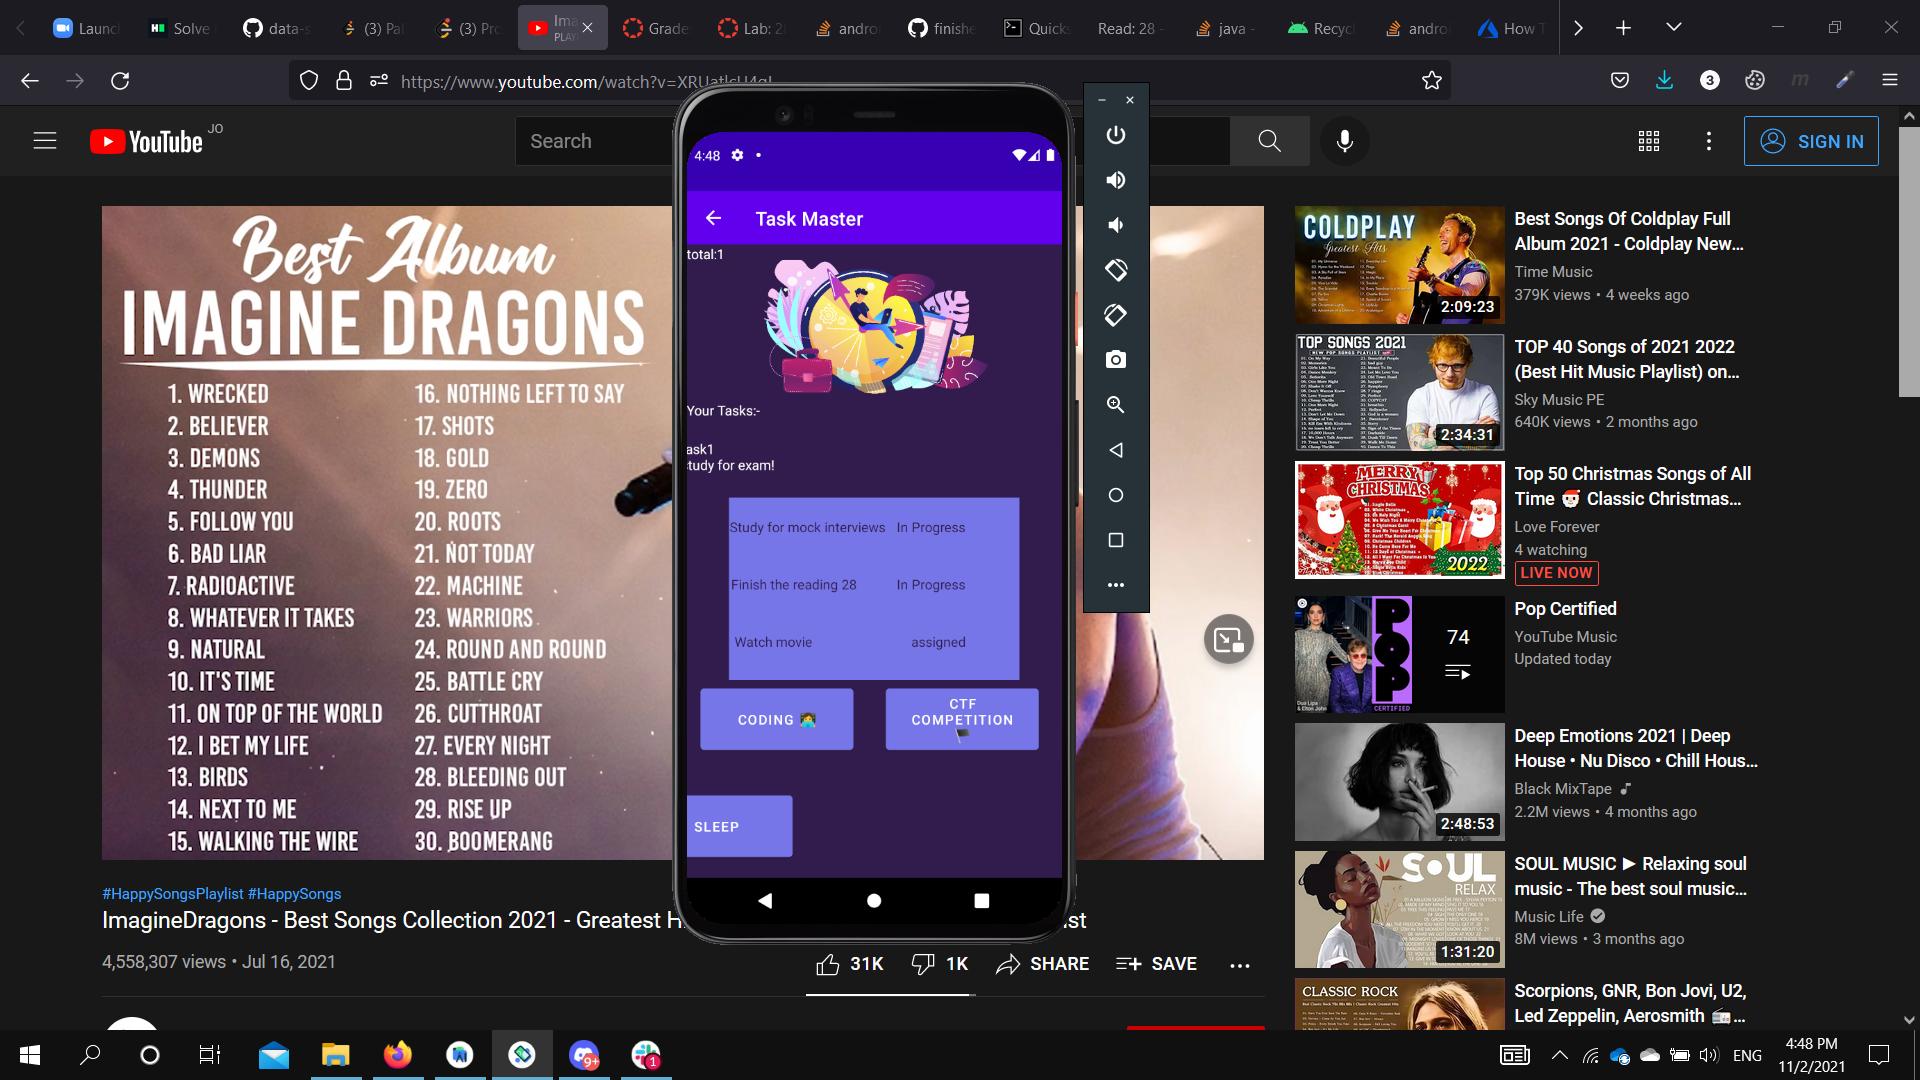 Launc
Solve
data-s
(3) Pal
(3) Pro
Ima
PLAY
Grade
Lab: 2
andro
finishe
Quicks
Read: 28 -
java -
Recyc
andro
How T
https://www.youtube.com/watch?v=XRUatlcH4gI
3
YouTube JO
Search
SIGN IN
Best Album
IMAGINE DRAGONS
1. WRECKED
2. BELIEVER
3. DEMONS
4. THUNDER
5. FOLLOW YOU
6. BAD LIAR
7. RADIOACTIVE
8. WHATEVER IT TAKES
9. NATURAL
10. IT'S TIME
11. ON TOP OF THE WORLD
12. I BET MY LIFE
13. BIRDS
14. NEXT TO ME
15. WALKING THE WIRE
16. NOTHING LEFT TO SAY
17. SHOTS
18. GOLD
19. ZERO
20. ROOTS
21. NOT TODAY
22. MACHINE
23. WARRIORS
24. ROUND AND ROUND
25. BATTLE CRY
26. CUTTHROAT
27. EVERY NIGHT
28. BLEEDING OUT
29. RISE UP
30. BOOMERANG
4:48
Task Master
total:1
Your Tasks:-
ask1
tudy for exam!
Study for mock interviews In Progress
Finish the reading 28 In Progress
Watch movie assigned
CODING 👩‍💻
CTF
COMPETITION
🏴
SLEEP
#HappySongsPlaylist #HappySongs
ImagineDragons - Best Songs Collection 2021 - Greatest H
st
4,558,307 views • Jul 16, 2021
31K
1K
SHARE
SAVE
COLDPLAY
Greatest Hits
2:09:23
Best Songs Of Coldplay Full
Album 2021 - Coldplay New...
Time Music
379K views • 4 weeks ago
TOP SONGS 2021
2:34:31
TOP 40 Songs of 2021 2022
(Best Hit Music Playlist) on...
Sky Music PE
640K views • 2 months ago
MERRY
CHRISTMAS
2022
Top 50 Christmas Songs of All
Time 🎅 Classic Christmas...
Love Forever
4 watching
LIVE NOW
POP
CERTIFIED
Dua Lipa
& Elton John
74
Pop Certified
YouTube Music
Updated today
2:48:53
Deep Emotions 2021 | Deep
House • Nu Disco • Chill Hous...
Black MixTape
2.2M views • 4 months ago
SOUL
RELAX
1:31:20
SOUL MUSIC ► Relaxing soul
music - The best soul music...
Music Life
8M views • 3 months ago
CLASSIC ROCK
Scorpions, GNR, Bon Jovi, U2,
Led Zeppelin, Aerosmith 📻...
9+
1
ENG
4:48 PM
11/2/2021